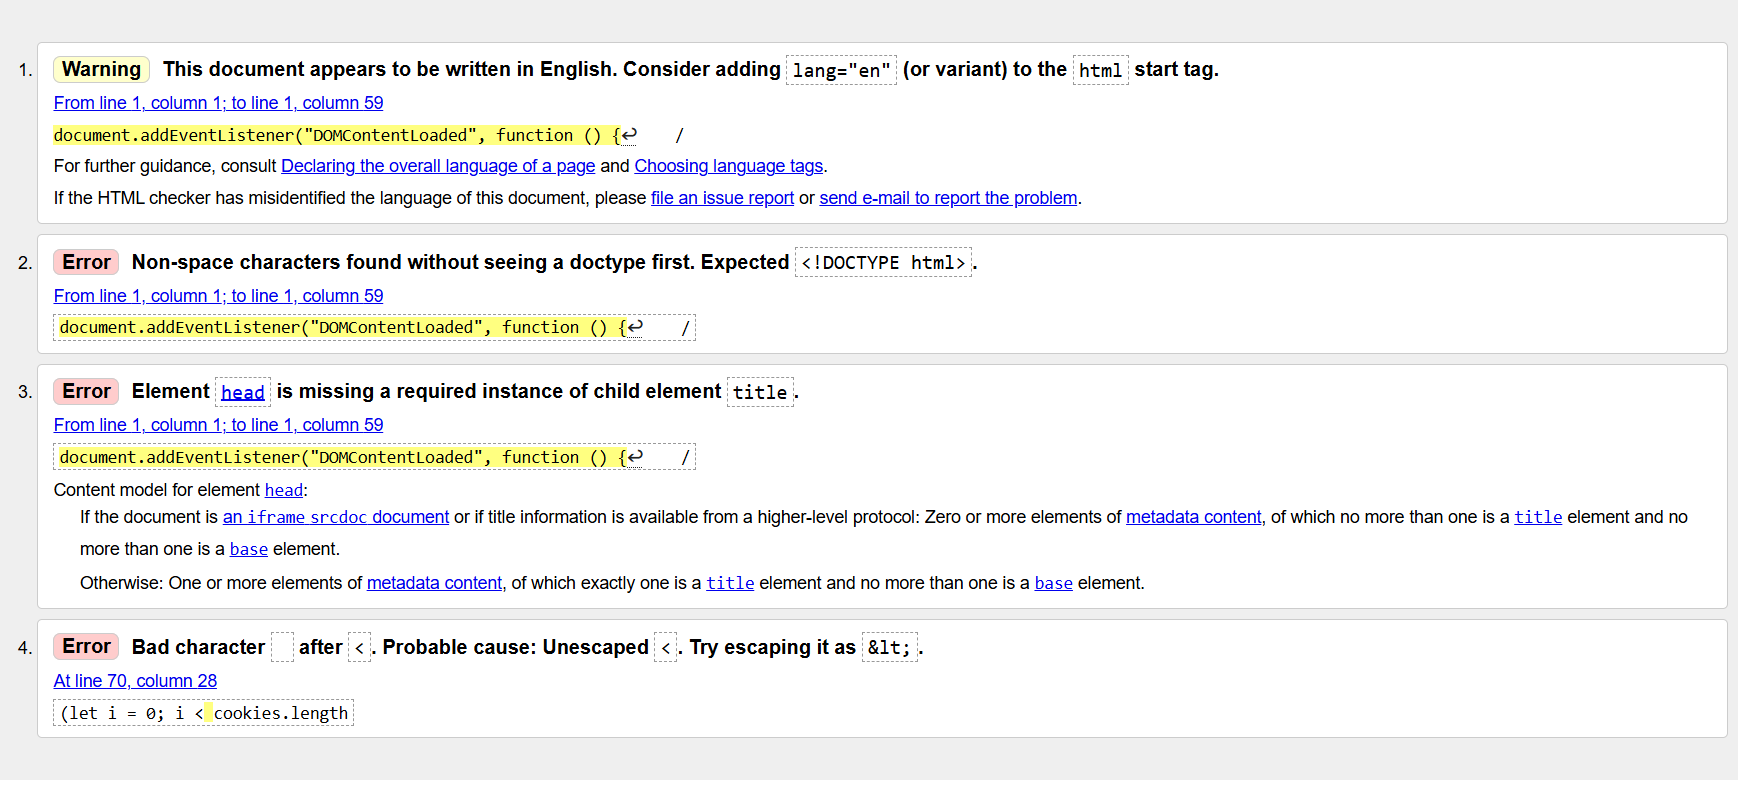 1. Warning This document appears to be written in English. Consider adding lang="en" (or variant) to the html start tag.
From line 1, column 1; to line 1, column 59
document.addEventListener("DOMContentLoaded", function () {↩ /
For further guidance, consult Declaring the overall language of a page and Choosing language tags.
If the HTML checker has misidentified the language of this document, please file an issue report or send e-mail to report the problem.
2. Error Non-space characters found without seeing a doctype first. Expected <!DOCTYPE html>.
From line 1, column 1; to line 1, column 59
document.addEventListener("DOMContentLoaded", function () {↩ /
3. Error Element head is missing a required instance of child element title.
From line 1, column 1; to line 1, column 59
document.addEventListener("DOMContentLoaded", function () {↩ /
Content model for element head:
If the document is an iframe srcdoc document or if title information is available from a higher-level protocol: Zero or more elements of metadata content, of which no more than one is a title element and no
more than one is a base element.
Otherwise: One or more elements of metadata content, of which exactly one is a title element and no more than one is a base element.
4. Error Bad character   after <. Probable cause: Unescaped <. Try escaping it as &lt;.
At line 70, column 28
(let i = 0; i < cookies.length